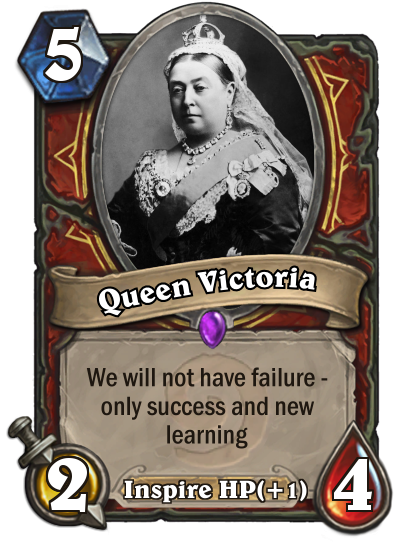 5
Queen Victoria
We will not have failure -
only success and new
learning
2
Inspire HP(+1)
4